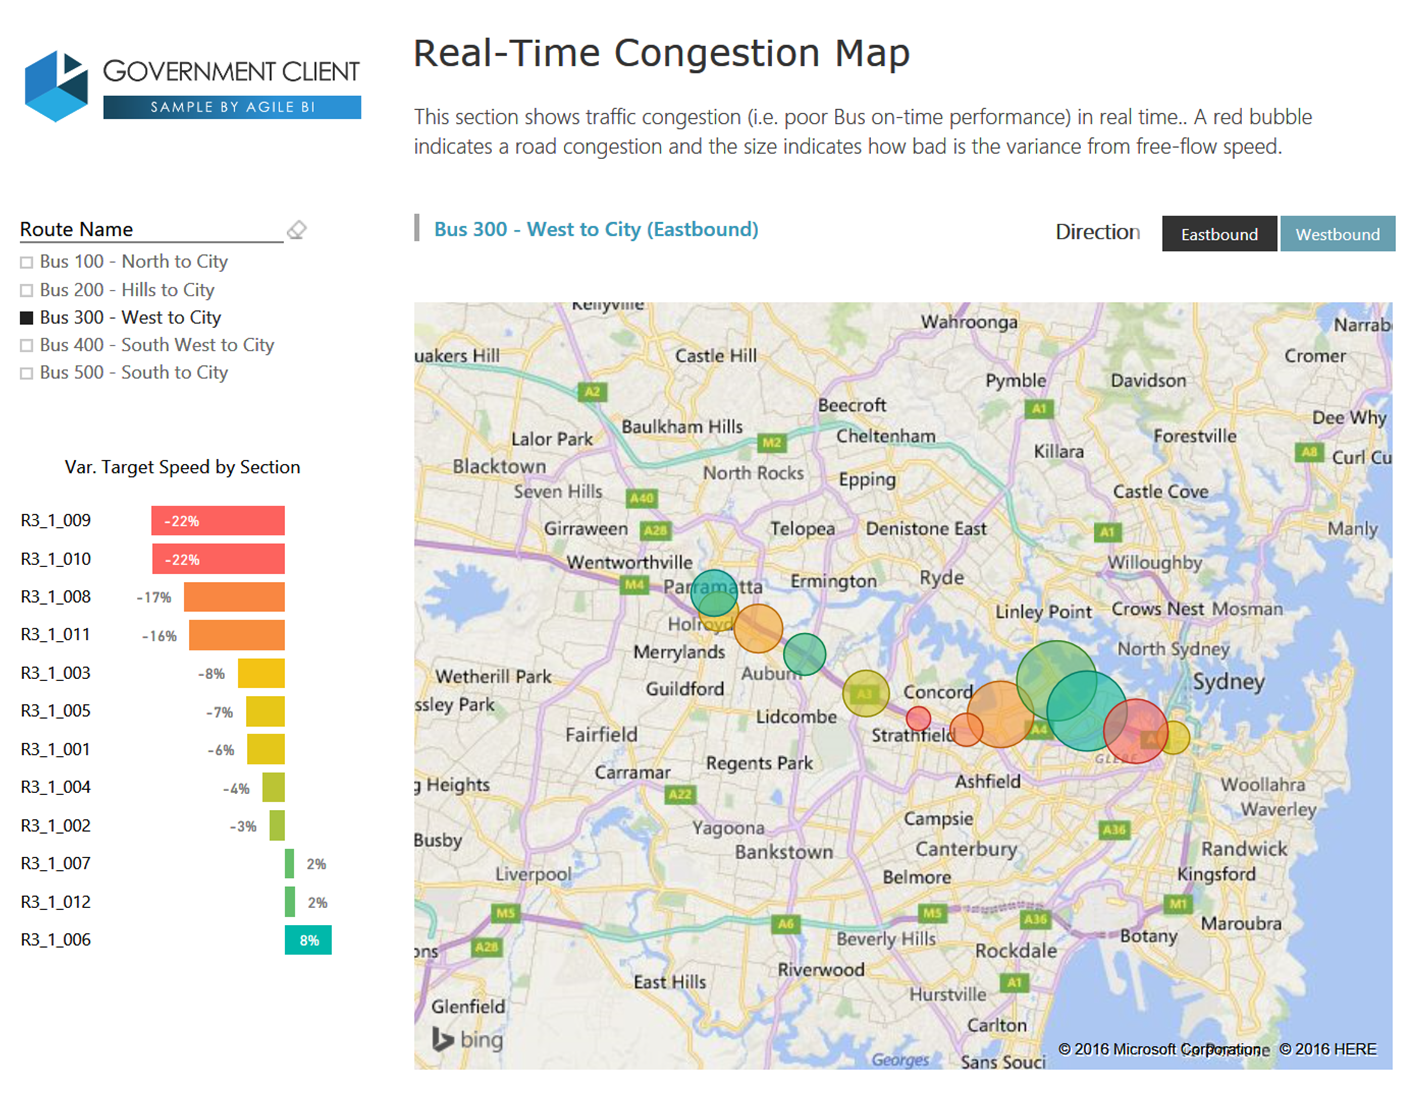 GOVERNMENT CLIENT
SAMPLE BY AGILE BI
Real-Time Congestion Map
This section shows traffic congestion (i.e. poor Bus on-time performance) in real time.. A red bubble
indicates a road congestion and the size indicates how bad is the variance from free-flow speed.
Route Name
Bus 100 - North to City
Bus 200 - Hills to City
Bus 300 - West to City
Bus 400 - South West to City
Bus 500 - South to City
Bus 300 - West to City (Eastbound)
Direction
Eastbound
Westbound
Var. Target Speed by Section
R3_1_009 -22%
R3_1_010 -22%
R3_1_008 -17%
R3_1_011 -16%
R3_1_003 -8%
R3_1_005 -7%
R3_1_001 -6%
R3_1_004 -4%
R3_1_002 -3%
R3_1_007 2%
R3_1_012 2%
R3_1_006 8%
Kellyville
Wahroonga
Narrab
uakers Hill
Castle Hill
Cromer
Pymble
Davidson
A2
Beecroft
A1
Dee Why
Baulkham Hills
Lalor Park
M2
Cheltenham
Forestville
Killara
A8
Curl Cu
Blacktown
North Rocks
Epping
Seven Hills
A40
Castle Cove
Girraween
A28
Telopea
Denistone East
A1
Manly
Wentworthville
Willoughby
M4
Parramatta
Ermington
Ryde
Linley Point
Crows Nest
Mosman
Holroyd
Merrylands
North Sydney
Wetherill Park
Auburn
Sydney
Guildford
A3
Concord
ssley Park
Lidcombe
Fairfield
Strathfield
A4
GLEBE
Regents Park
Carramar
g Heights
Ashfield
Woollahra
A22
Waverley
Yagoona
Campsie
A36
Busby
Bankstown
Canterbury
Randwick
Liverpool
Belmore
Kingsford
M5
M5
A36
M1
A6
Maroubra
ons
A28
Beverly Hills
Rockdale
Botany
Riverwood
East Hills
A1
Hurstville
Glenfield
Carlton
bing
Georges
Sans Souci
© 2016 Microsoft Corporation
© 2016 HERE